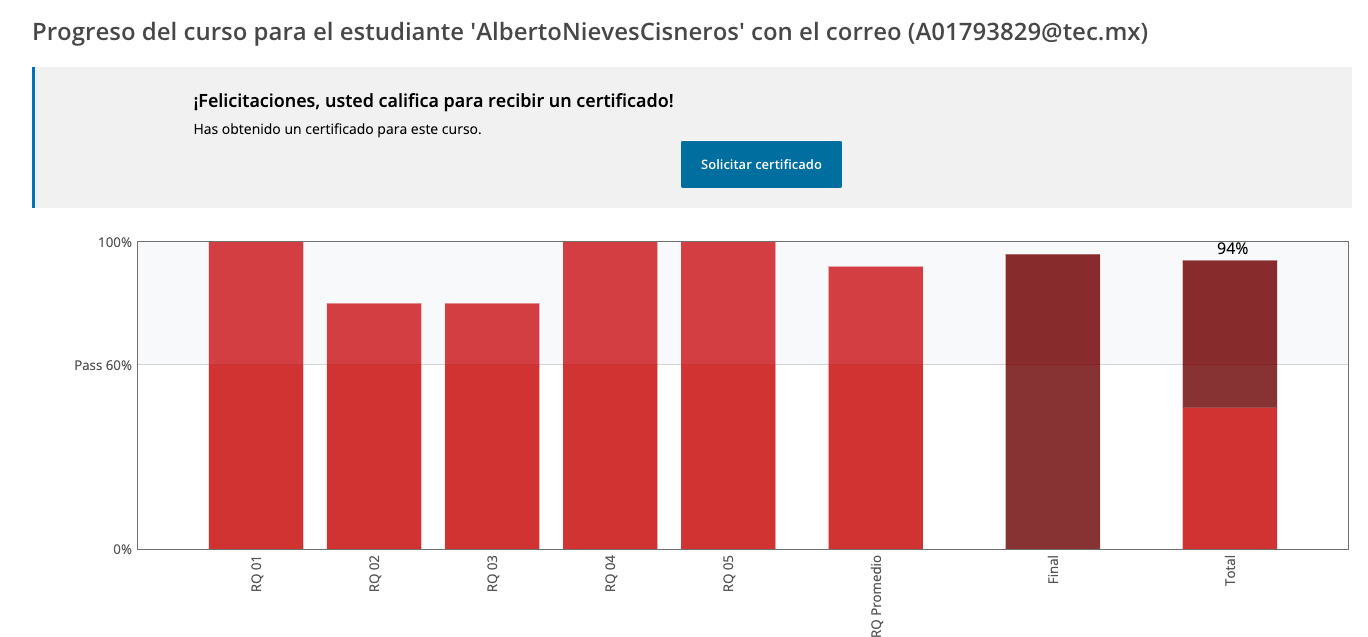 Progreso del curso para el estudiante 'AlbertoNievesCisneros' con el correo (A01793829@tec.mx)
¡Felicitaciones, usted califica para recibir un certificado!
Has obtenido un certificado para este curso.
Solicitar certificado
100%
94%
Pass 60%
0%
RQ 01
RQ 02
RQ 03
RQ 04
RQ 05
RQ Promedio
Final
Total